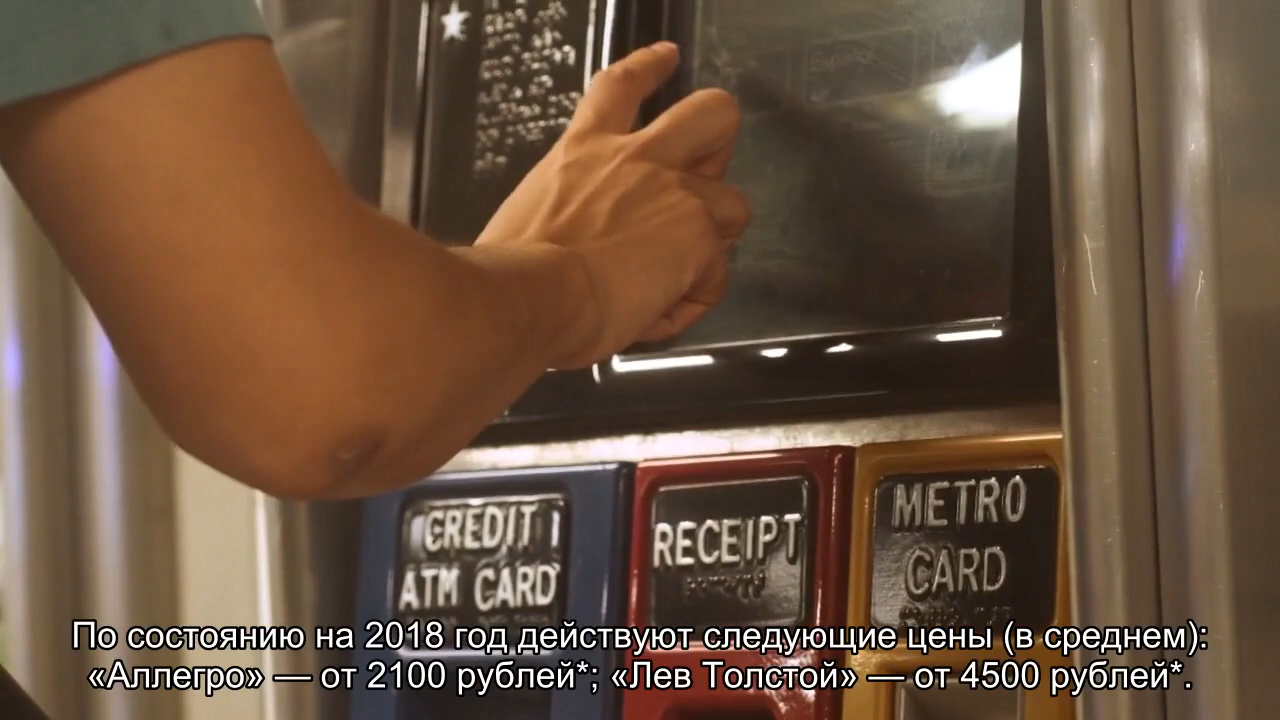 CREDIT
ATM CARD
RECEIPT
METRO
CARD
По состоянию на 2018 год действуют следующие цены (в среднем):
«Аллегро» — от 2100 рублей*; «Лев Толстой» — от 4500 рублей*.